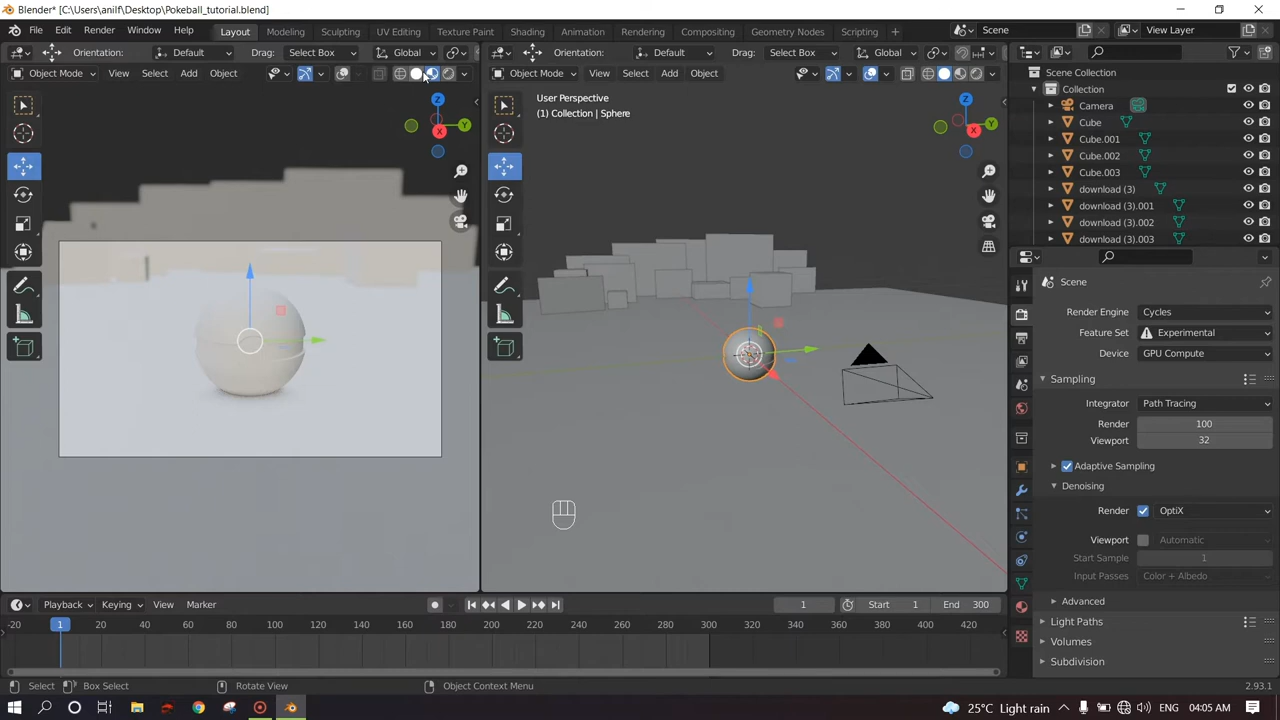 Blender* [C:\Users\anilf\Desktop\Pokeball_tutorial.blend]
File Edit Render Window Help Layout Modeling Sculpting UV Editing Texture Paint Shading Animation Rendering Compositing Geometry Nodes Scripting Scene View Layer
Orientation: Default Drag: Select Box Global
Orientation: Default Drag: Select Box Global
Object Mode View Select Add Object
Object Mode View Select Add Object
User Perspective
(1) Collection | Sphere
Z
Y
X
Z
Y
X
Scene Collection
Collection
Camera
Cube
Cube.001
Cube.002
Cube.003
download (3)
download (3).001
download (3).002
download (3).003
Scene
Render Engine Cycles
Feature Set Experimental
Device GPU Compute
Sampling
Integrator Path Tracing
Render 100
Viewport 32
Adaptive Sampling
Denoising
Render OptiX
Viewport Automatic
Start Sample 1
Input Passes Color + Albedo
Advanced
Light Paths
Volumes
Subdivision
Playback Keying View Marker 1 Start 1 End 300
-20 1 20 40 60 80 100 120 140 160 180 200 220 240 260 280 300 320 340 360 380 400 420
Select Box Select Rotate View Object Context Menu 2.93.1
25°C Light rain ENG 04:05 AM